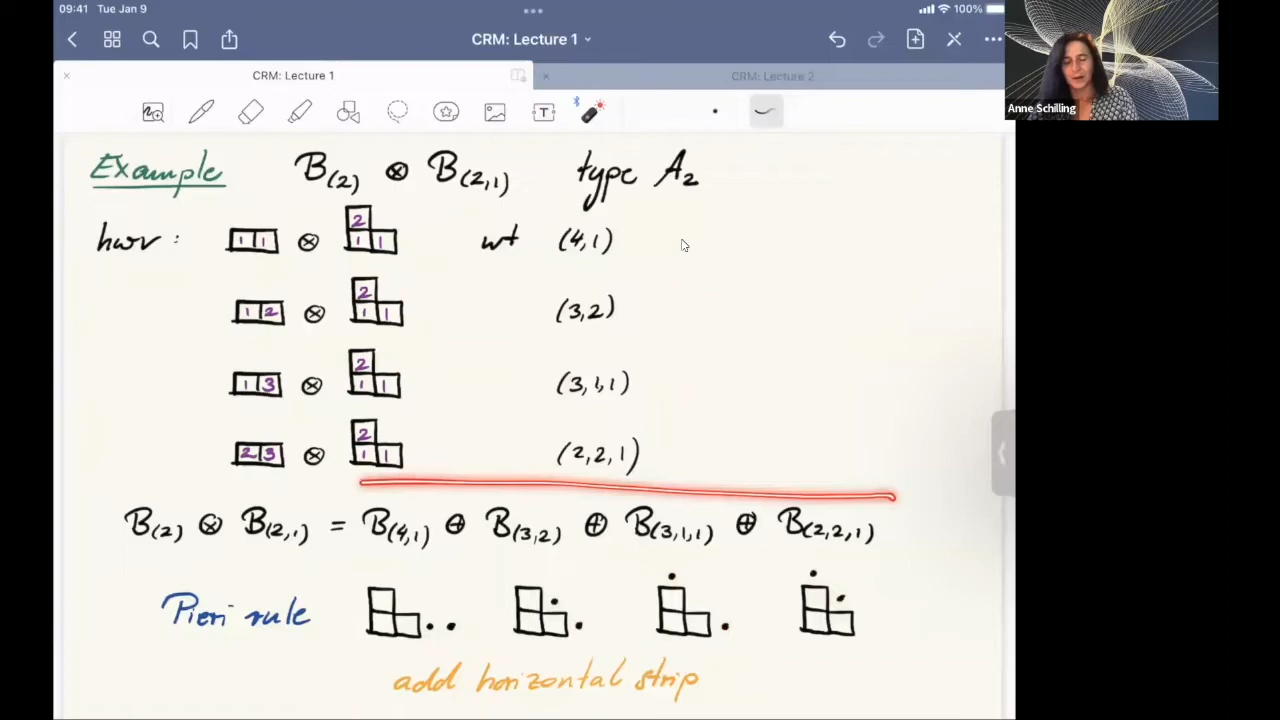 09:41 Tue Jan 9
100%
CRM: Lecture 1
CRM: Lecture 1
CRM: Lecture 2
T
Anne Schilling
Example B(2) ⊗ B(2,1) type A2
2
hwv: 1 1 ⊗ 1 1 wt (4,1)
2
1 2 ⊗ 1 1 (3,2)
2
1 3 ⊗ 1 1 (3,1,1)
2
2 3 ⊗ 1 1 (2,2,1)
B(2) ⊗ B(2,1) = B(4,1) ⊕ B(3,2) ⊕ B(3,1,1) ⊕ B(2,2,1)
Pieri rule
add horizontal strip